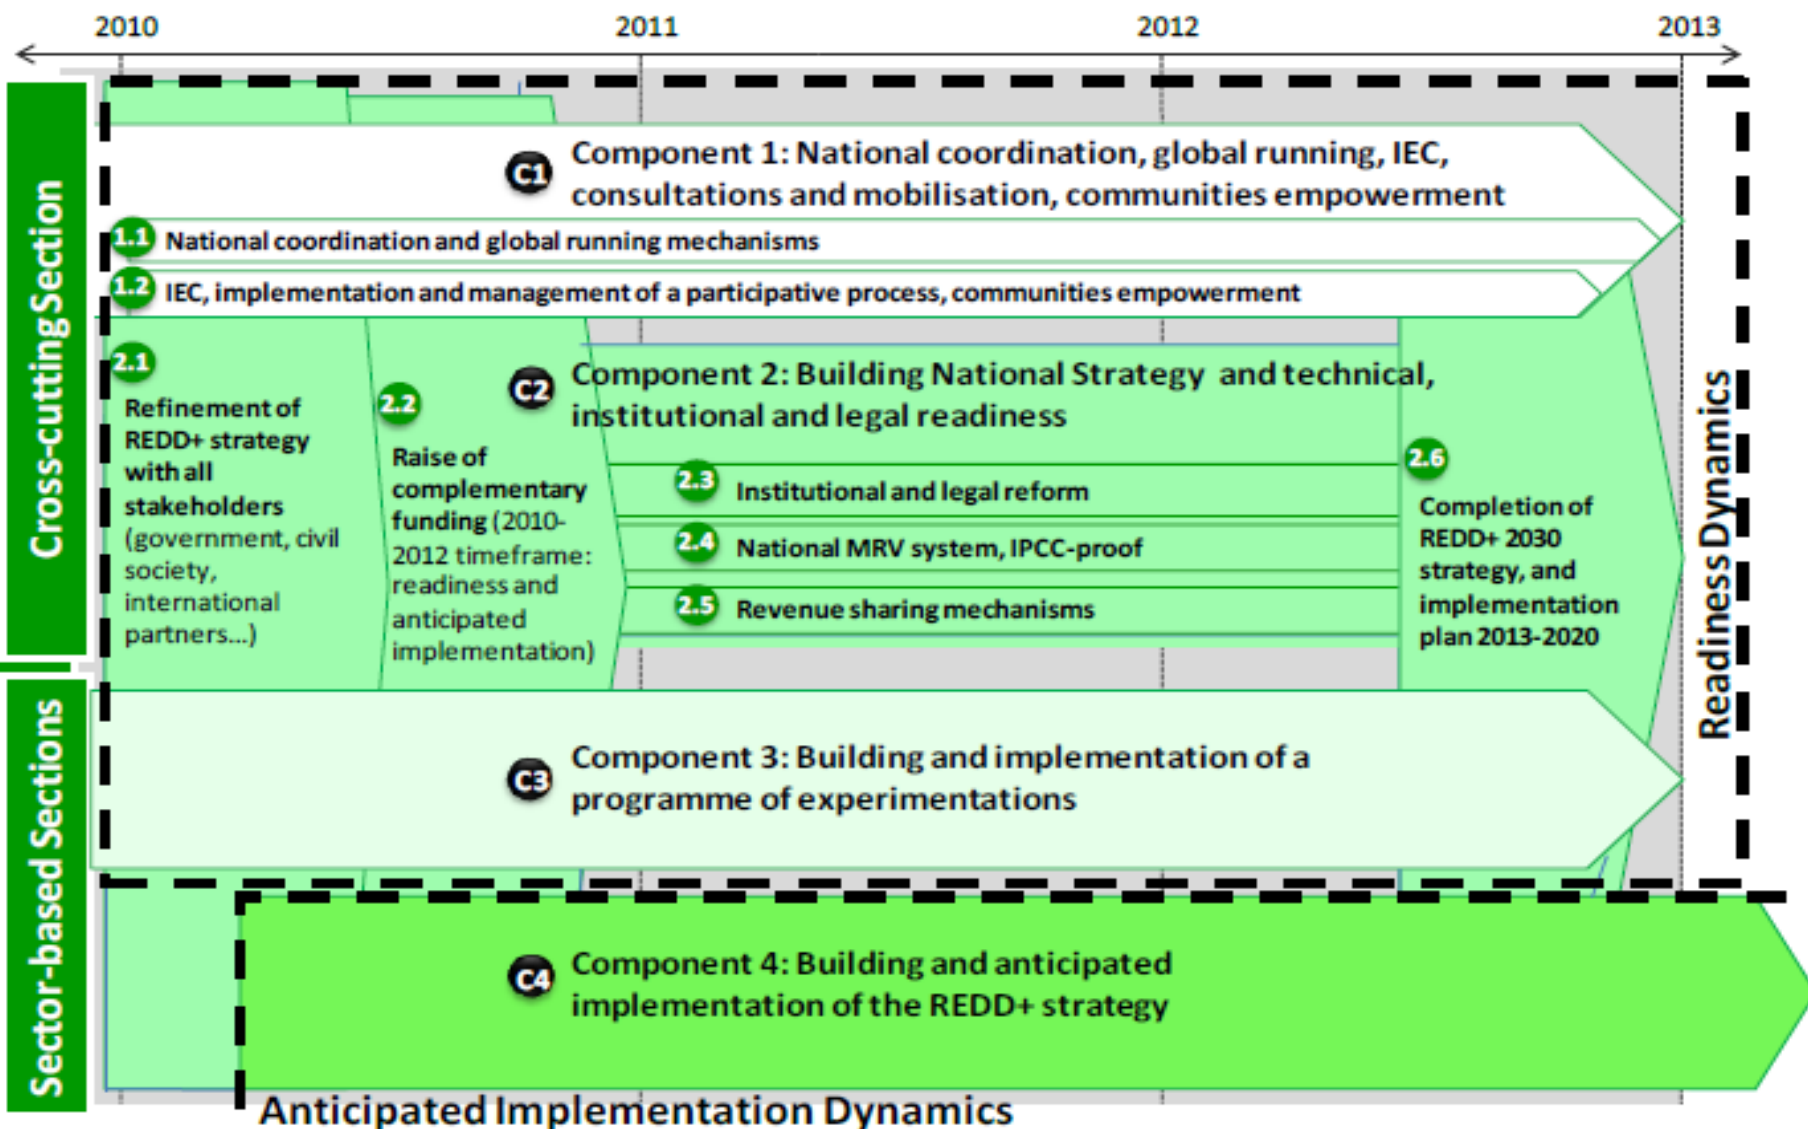 2010
2011
2012
2013
Cross-cutting Section
C1
Component 1: National coordination, global running, IEC,
consultations and mobilisation, communities empowerment
1.1
National coordination and global running mechanisms
1.2
IEC, implementation and management of a participative process, communities empowerment
2.1
Refinement of
REDD+ strategy
with all
stakeholders
(government, civil
society,
international
partners...)
2.2
Raise of
complementary
funding (2010-
2012 timeframe:
readiness and
anticipated
implementation)
C2
Component 2: Building National Strategy and technical,
institutional and legal readiness
2.3
Institutional and legal reform
2.4
National MRV system, IPCC-proof
2.5
Revenue sharing mechanisms
2.6
Completion of
REDD+ 2030
strategy, and
implementation
plan 2013-2020
Readiness Dynamics
Sector-based Sections
C3
Component 3: Building and implementation of a
programme of experimentations
C4
Component 4: Building and anticipated
implementation of the REDD+ strategy
Anticipated Implementation Dynamics